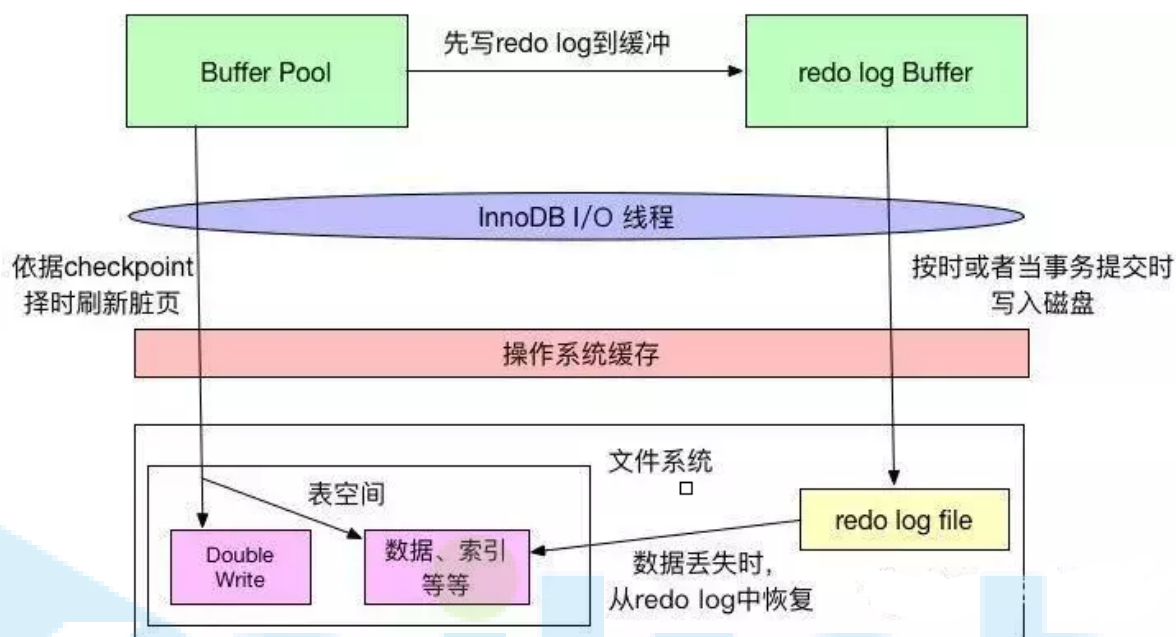 先写redo log到缓冲
Buffer Pool
redo log Buffer
InnoDB I/O 线程
依据checkpoint
择时刷新脏页
按时或者当事务提交时
写入磁盘
操作系统缓存
文件系统
表空间
redo log file
Double
Write
数据、索引
等等
数据丢失时，
从redo log中恢复